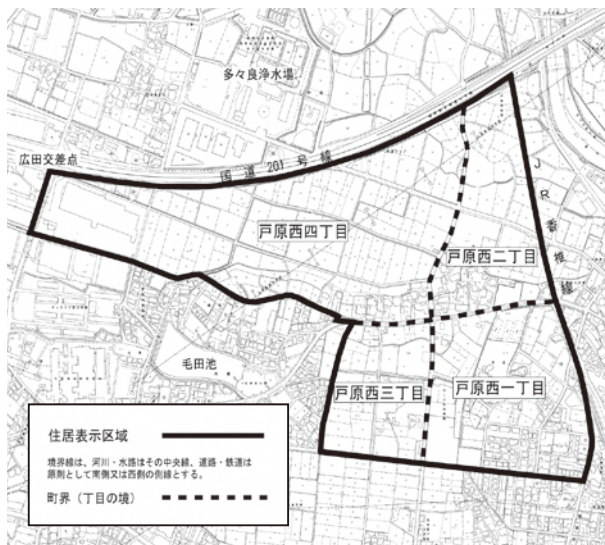 多々良浄水場
広田交差点
国道201号線
JR香椎線
戸原西四丁目
戸原西二丁目
毛田池
戸原西三丁目
戸原西一丁目
住居表示区域
境界線は、河川・水路はその中央線、道路・鉄道は
原則として南側又は西側の側線とする。
町界（丁目の境）